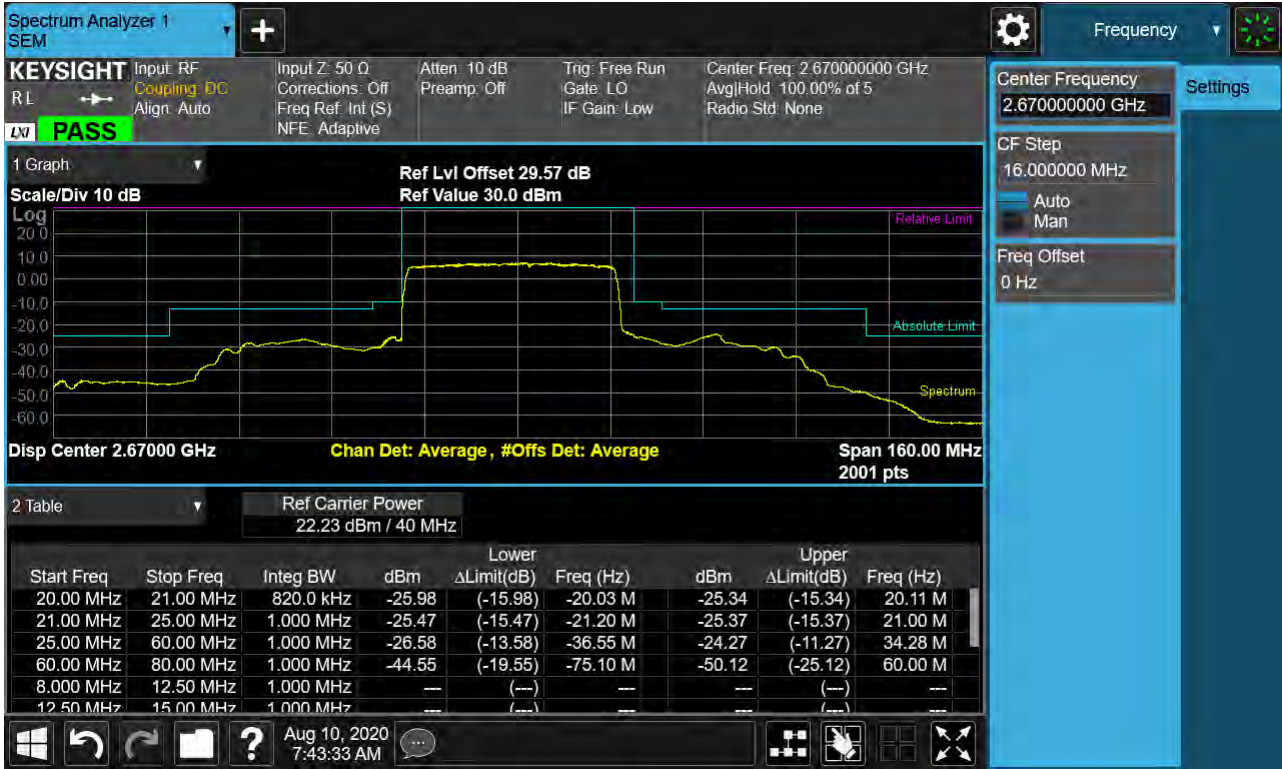 Spectrum Analyzer 1
SEM
+
Frequency
KEYSIGHT
R L
LXI
PASS
Input: RF
Coupling: DC
Align: Auto
Input Z: 50 Ω
Corrections: Off
Freq Ref: Int (S)
NFE: Adaptive
Atten: 10 dB
Preamp: Off
Trig: Free Run
Gate: LO
IF Gain: Low
Center Freq: 2.670000000 GHz
Avg|Hold: 100.00% of 5
Radio Std: None
Center Frequency
2.670000000 GHz
Settings
CF Step
16.000000 MHz
Auto
Man
Freq Offset
0 Hz
1 Graph
Scale/Div 10 dB
Ref Lvl Offset 29.57 dB
Ref Value 30.0 dBm
Log
Relative Limit
20.0
10.0
0.00
-10.0
-20.0
Absolute Limit
-30.0
-40.0
-50.0
Spectrum
-60.0
Disp Center 2.67000 GHz
Chan Det: Average, #Offs Det: Average
Span 160.00 MHz
2001 pts
2 Table
Ref Carrier Power
22.23 dBm / 40 MHz
Lower Upper
Start Freq Stop Freq Integ BW dBm ΔLimit(dB) Freq (Hz) dBm ΔLimit(dB) Freq (Hz)
20.00 MHz 21.00 MHz 820.0 kHz -25.98 (-15.98) -20.03 M -25.34 (-15.34) 20.11 M
21.00 MHz 25.00 MHz 1.000 MHz -25.47 (-15.47) -21.20 M -25.37 (-15.37) 21.00 M
25.00 MHz 60.00 MHz 1.000 MHz -26.58 (-13.58) -36.55 M -24.27 (-11.27) 34.28 M
60.00 MHz 80.00 MHz 1.000 MHz -44.55 (-19.55) -75.10 M -50.12 (-25.12) 60.00 M
8.000 MHz 12.50 MHz 1.000 MHz --- (---) --- --- (---) ---
12.50 MHz 15.00 MHz 1.000 MHz --- (---) --- --- (---) ---
?
Aug 10, 2020
7:43:33 AM